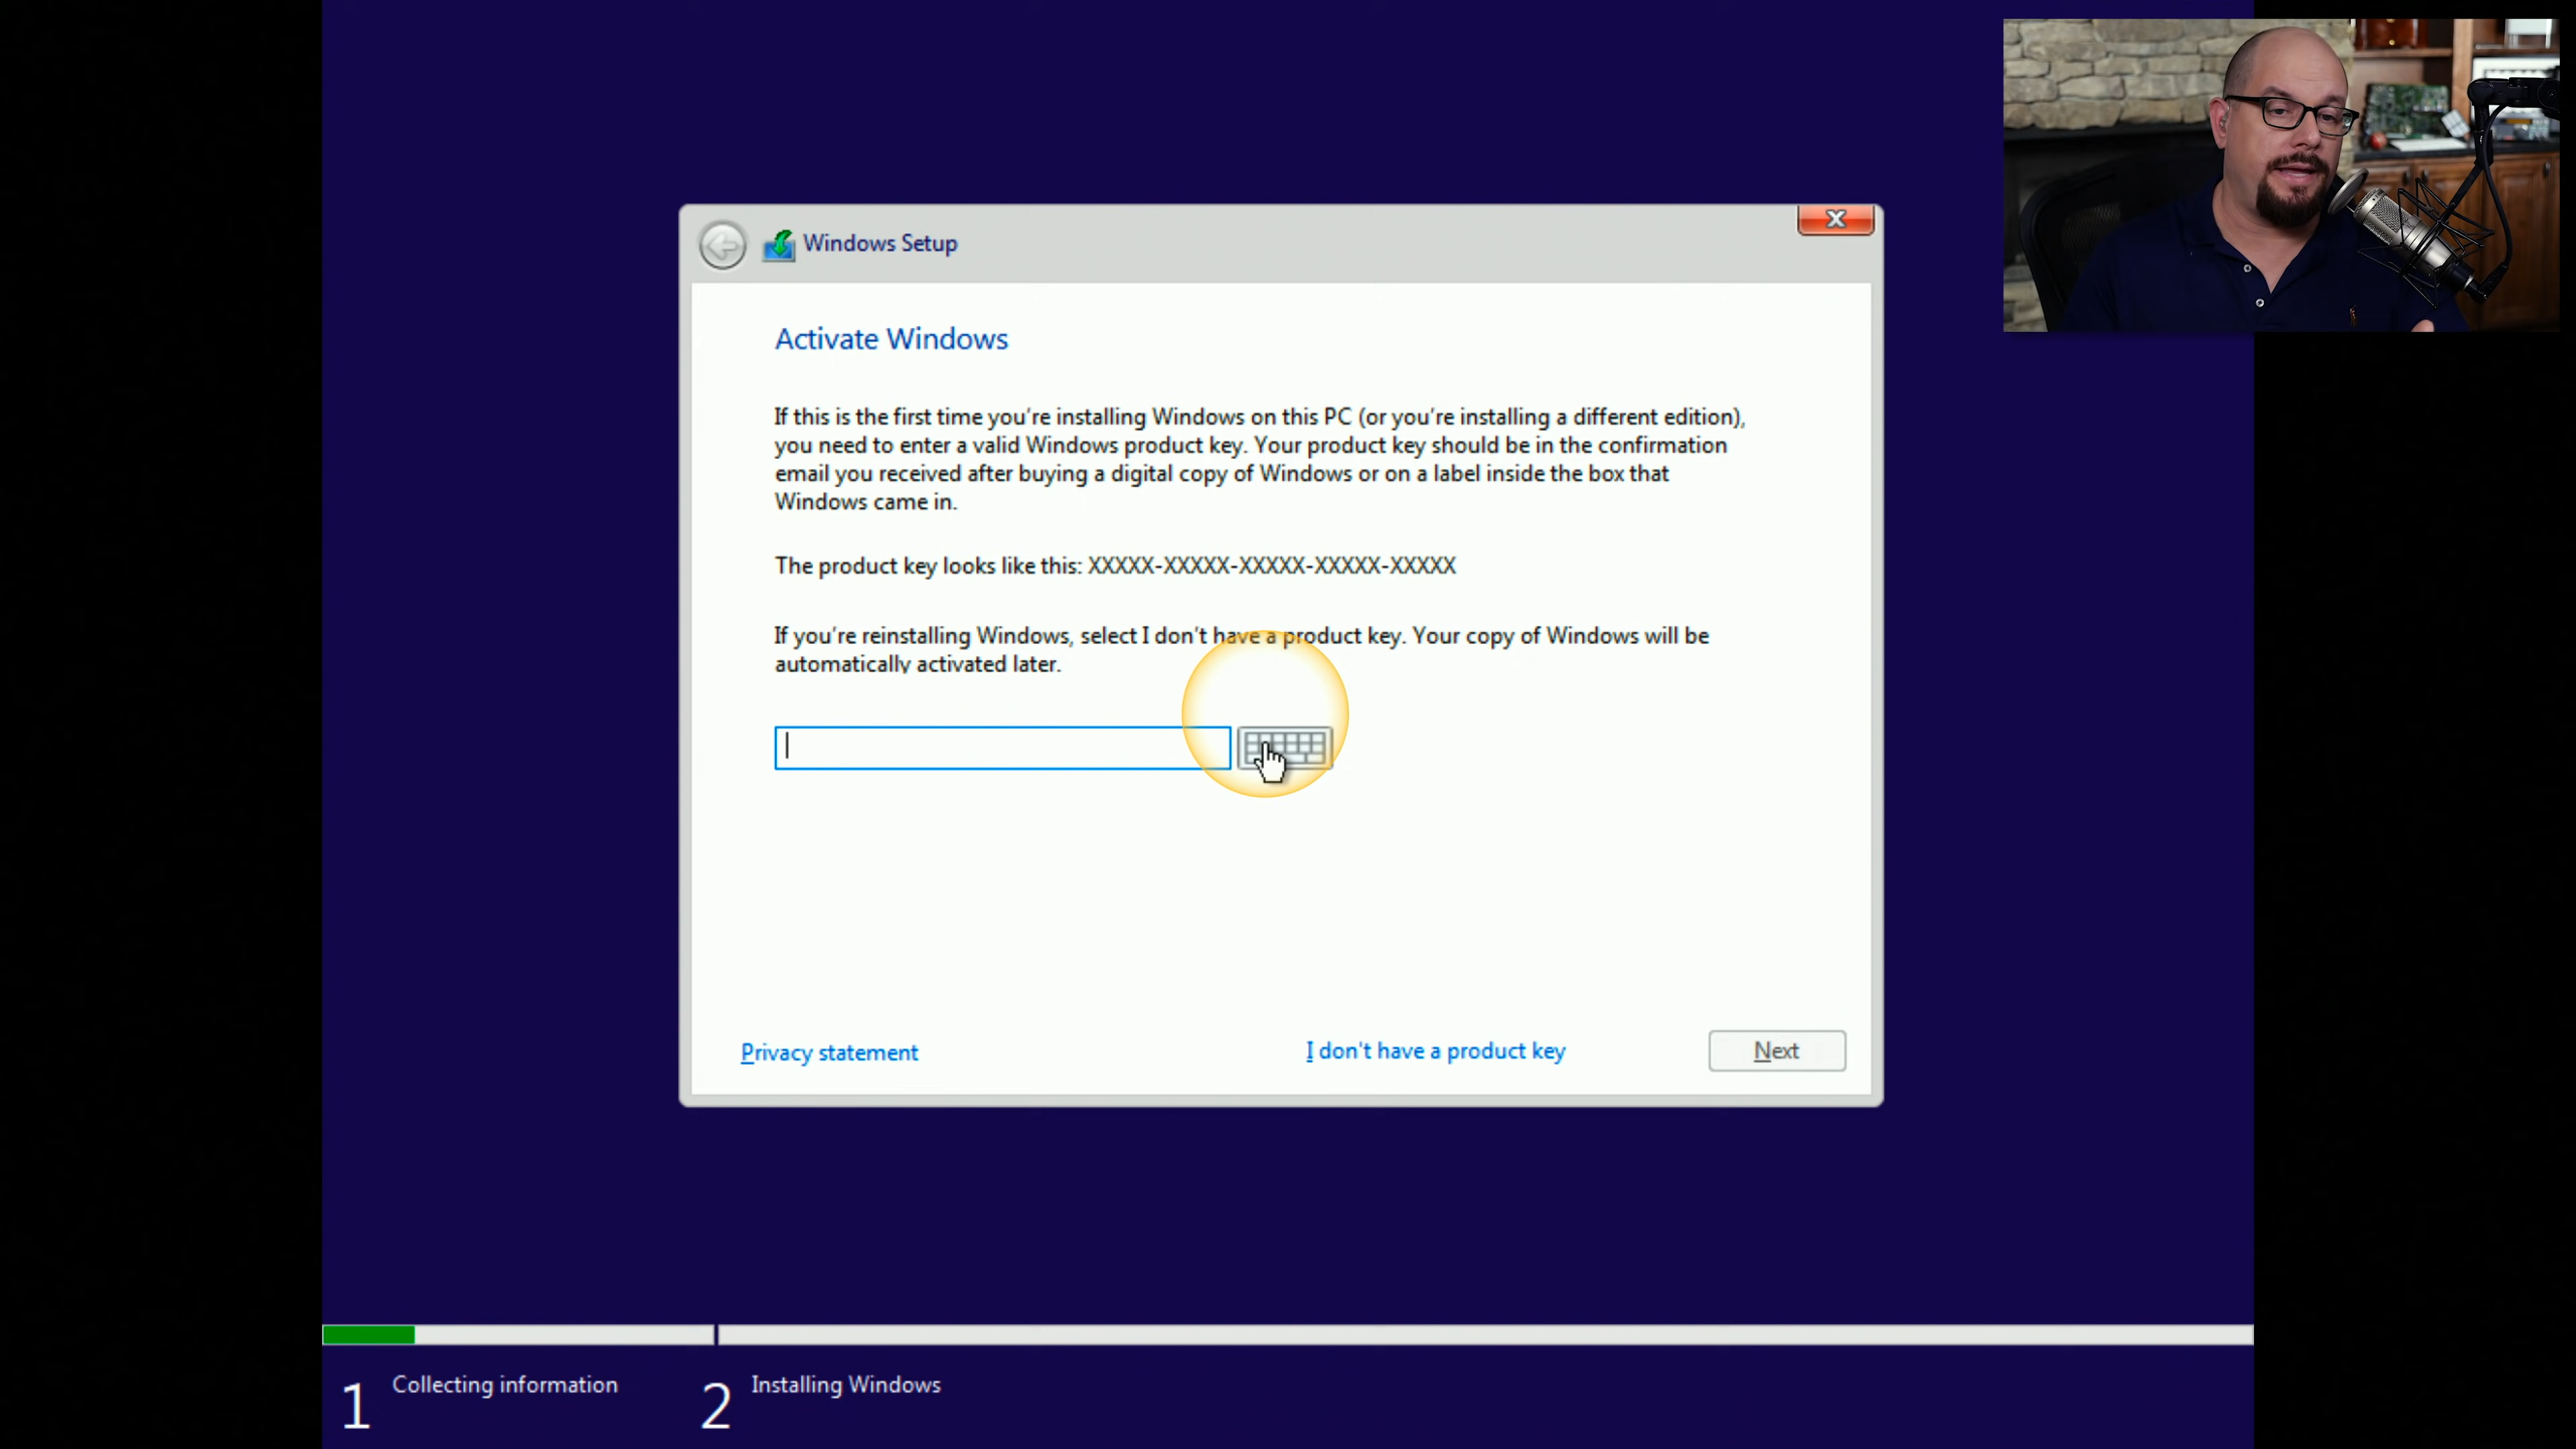 Windows Setup
X
Activate Windows
If this is the first time you're installing Windows on this PC (or you're installing a different edition),
you need to enter a valid Windows product key. Your product key should be in the confirmation
email you received after buying a digital copy of Windows or on a label inside the box that
Windows came in.
The product key looks like this: XXXXX-XXXXX-XXXXX-XXXXX-XXXXX
If you're reinstalling Windows, select I don't have a product key. Your copy of Windows will be
automatically activated later.
Privacy statement
I don't have a product key
Next
1 Collecting information
2 Installing Windows